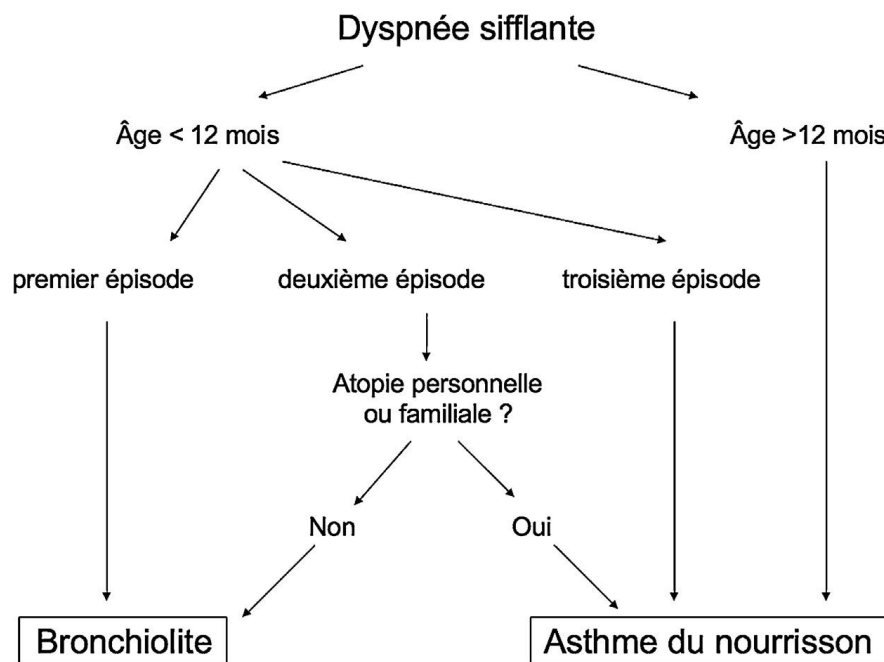 Dyspnée sifflante
Âge < 12 mois
Âge >12 mois
premier épisode
deuxième épisode
troisième épisode
Atopie personnelle
ou familiale ?
Non
Oui
Bronchiolite
Asthme du nourrisson